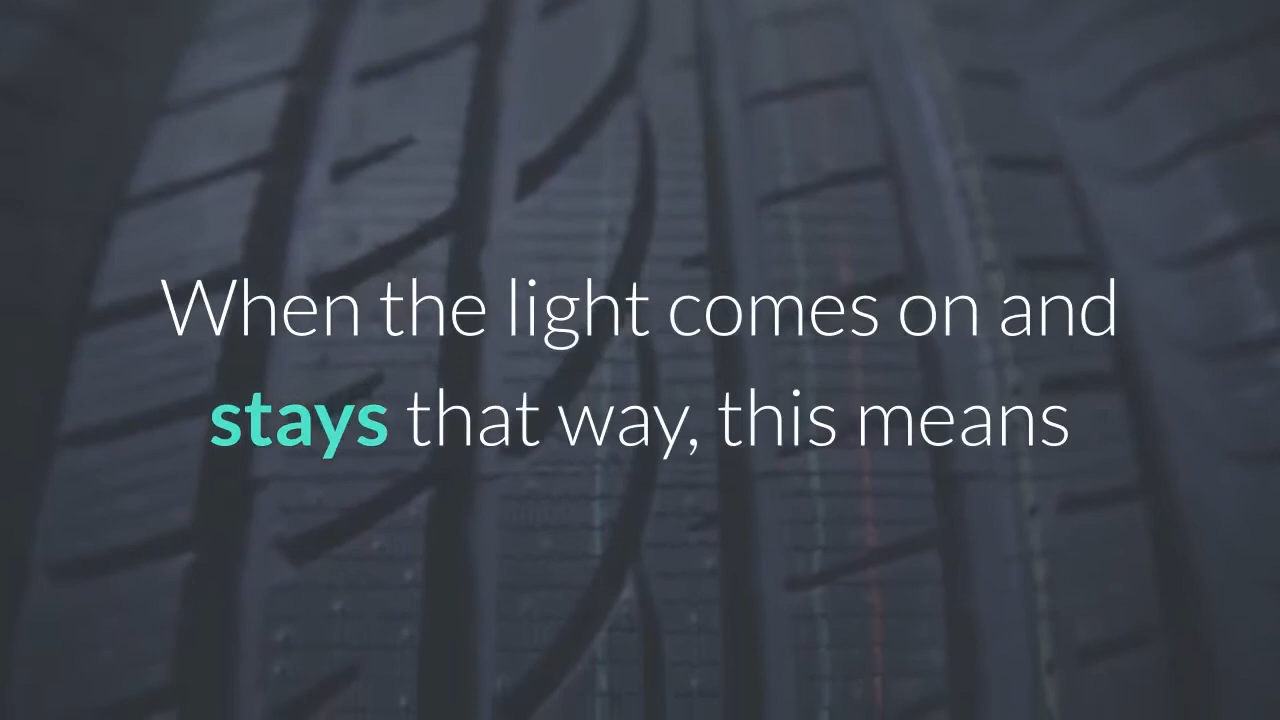 When the light comes on and
stays that way, this means